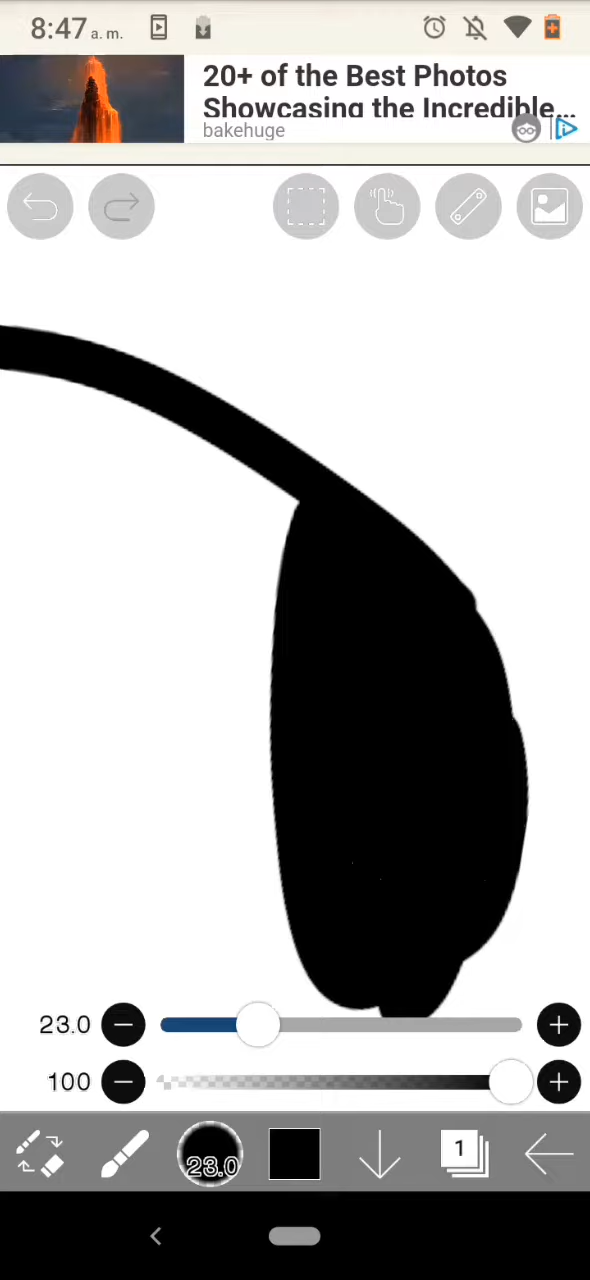 8:47 a. m.
20+ of the Best Photos
Showcasing the Incredible...
bakehuge
23.0
100
23.0
1